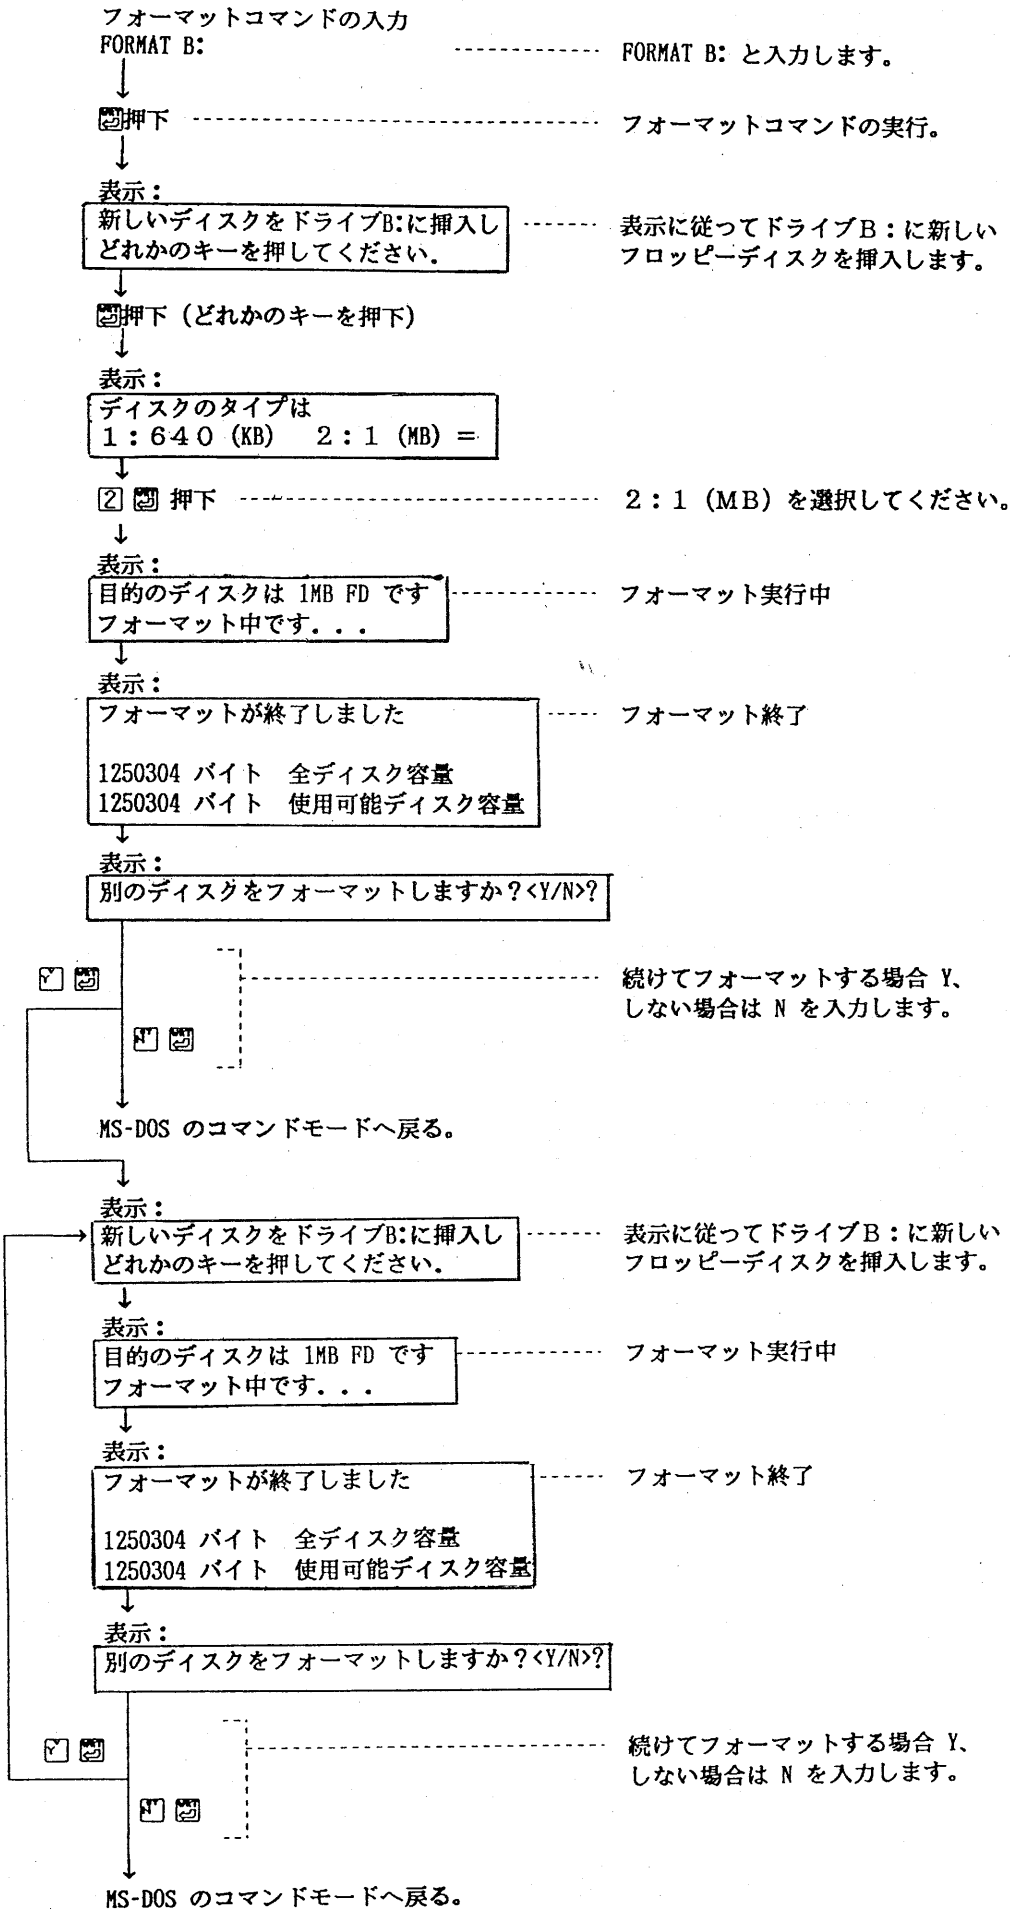 フォーマットコマンドの入力
FORMAT B:
FORMAT B: と入力します。
押下
フォーマットコマンドの実行。
表示：
新しいディスクをドライブB:に挿入し
どれかのキーを押してください．
表示に従ってドライブＢ：に新しい
フロッピーディスクを挿入します。
押下（どれかのキーを押下）
表示：
ディスクのタイプは
１：６４０（KB）　２：１（MB）＝
2 押下
２：１（ＭＢ）を選択してください。
表示：
目的のディスクは 1MB FD です
フォーマット中です．．．
フォーマット実行中
表示：
フォーマットが終了しました
1250304 バイト　全ディスク容量
1250304 バイト　使用可能ディスク容量
フォーマット終了
表示：
別のディスクをフォーマットしますか？<Y/N>?
Y
続けてフォーマットする場合 Y、
しない場合は N を入力します。
N
MS-DOS のコマンドモードへ戻る。
表示：
新しいディスクをドライブB:に挿入し
どれかのキーを押してください．
表示に従ってドライブＢ：に新しい
フロッピーディスクを挿入します。
表示：
目的のディスクは 1MB FD です
フォーマット中です．．．
フォーマット実行中
表示：
フォーマットが終了しました
1250304 バイト　全ディスク容量
1250304 バイト　使用可能ディスク容量
フォーマット終了
表示：
別のディスクをフォーマットしますか？<Y/N>?
Y
続けてフォーマットする場合 Y、
しない場合は N を入力します。
N
MS-DOS のコマンドモードへ戻る。